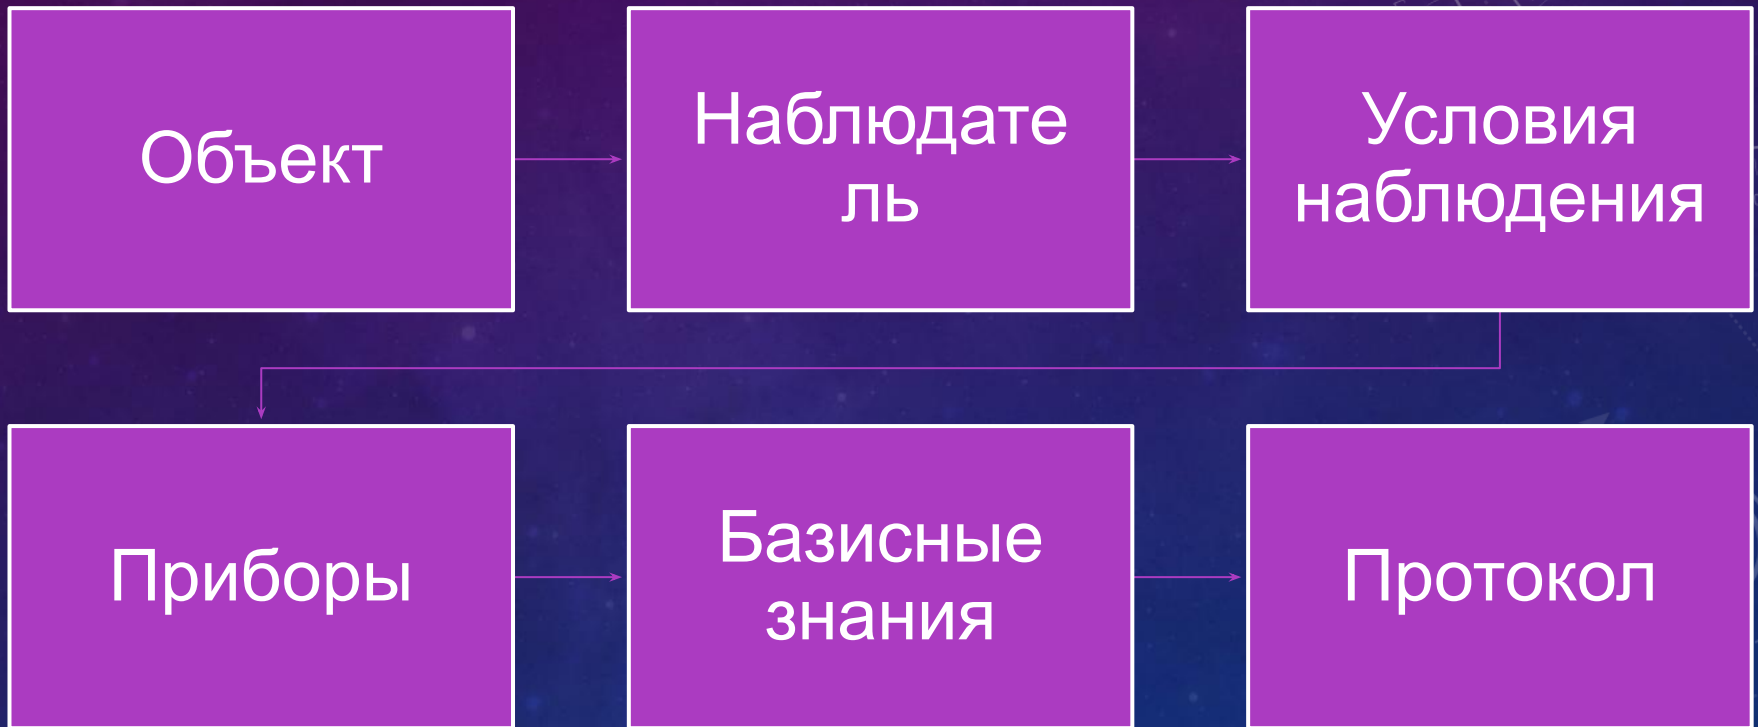 Объект
Наблюдате
ль
Условия
наблюдения
Приборы
Базисные
знания
Протокол